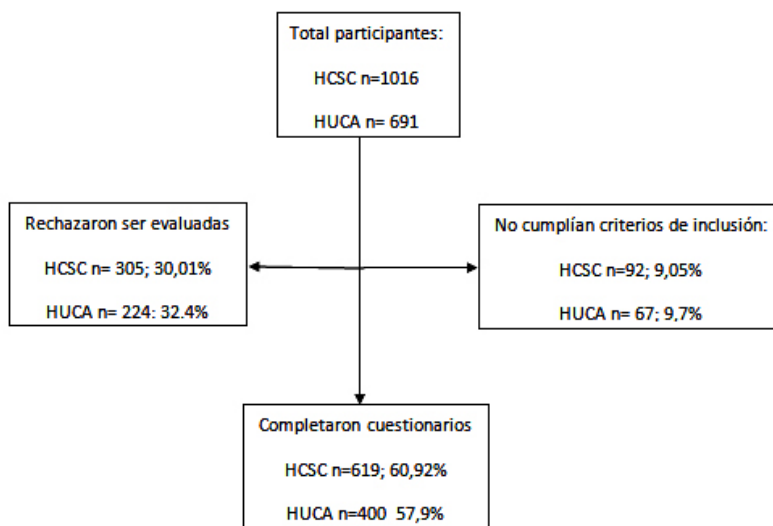 Total participantes:
HCSC n=1016
HUCA n= 691
Rechazaron ser evaluadas
HCSC n= 305; 30,01%
HUCA n= 224: 32.4%
No cumplían criterios de inclusión:
HCSC n=92; 9,05%
HUCA n= 67; 9,7%
Completaron cuestionarios
HCSC n=619; 60,92%
HUCA n=400 57,9%